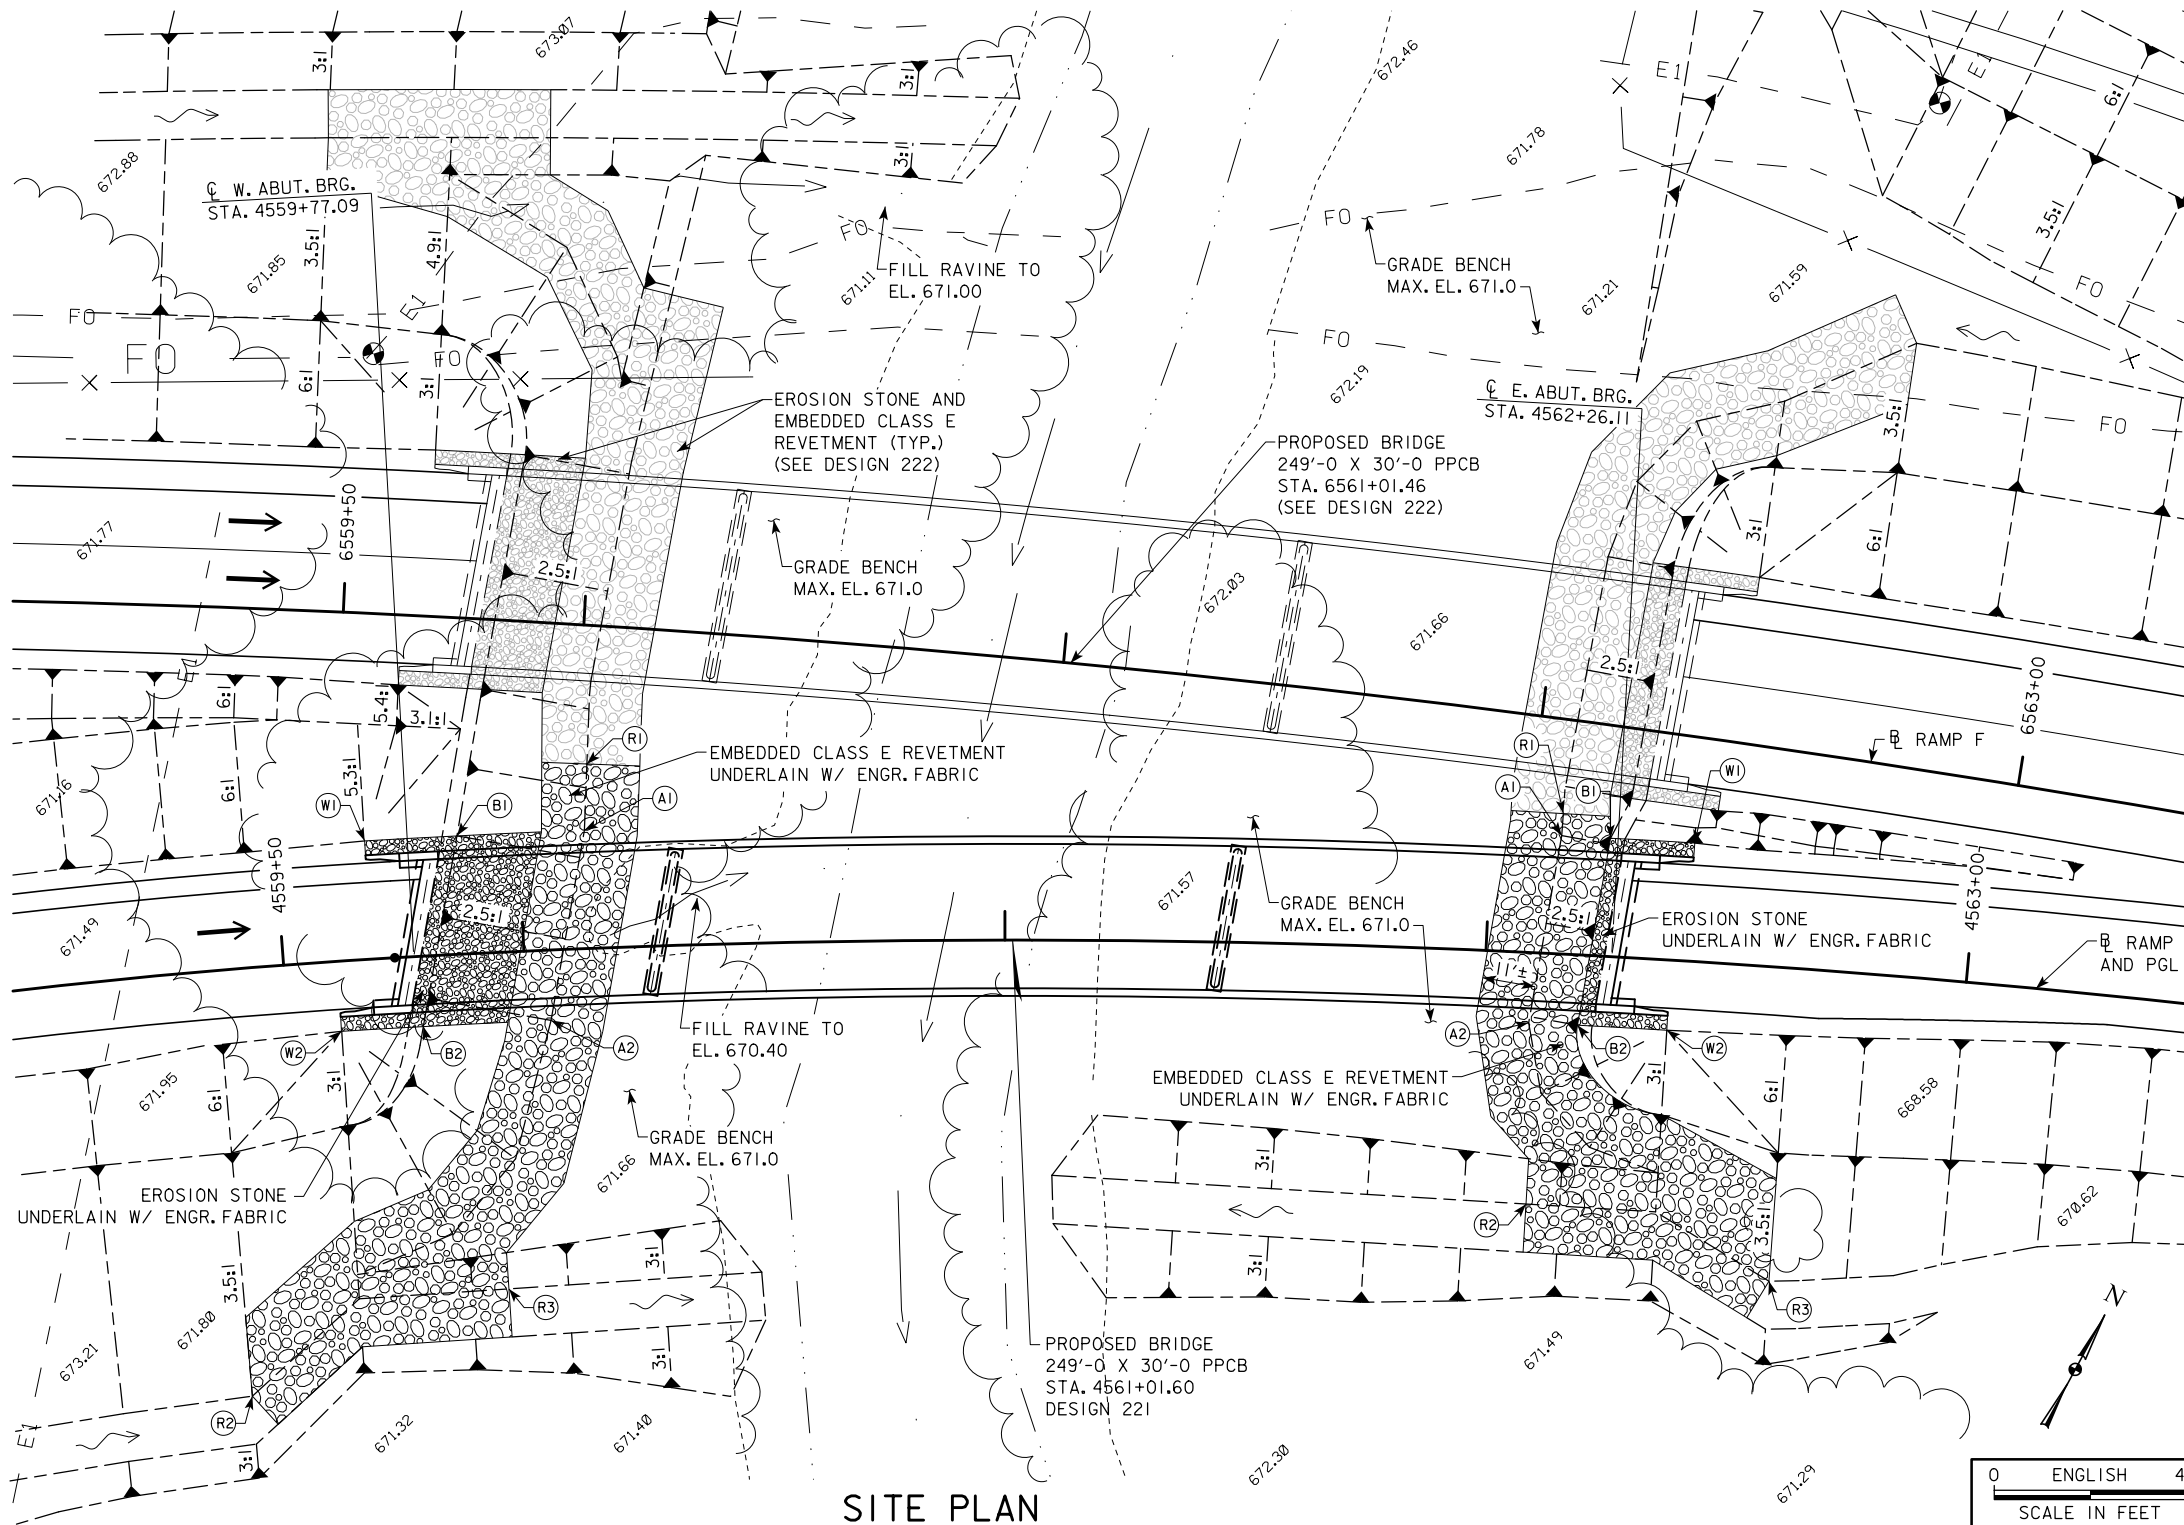 673.07
3:1
3:1
672.46
E1
E1
6:1
672.88
3:1
671.78
℄ W. ABUT. BRG.
STA. 4559+77.09
3.5:1
4.9:1
671.85
FO
671.11
FILL RAVINE TO
EL. 671.00
FO
GRADE BENCH
MAX. EL. 671.0
671.21
671.59
3.5:1
FO
E1
FO
FO
FO
FO
6:1
3:1
672.19
℄ E. ABUT. BRG.
STA. 4562+26.11
3.5:1
FO
EROSION STONE AND
EMBEDDED CLASS E
REVETMENT (TYP.)
(SEE DESIGN 222)
PROPOSED BRIDGE
249'-0 X 30'-0 PPCB
STA. 6561+01.46
(SEE DESIGN 222)
671.77
6559+50
2.5:1
GRADE BENCH
MAX. EL. 671.0
672.03
671.66
3:1
6:1
E1
6:1
5.4:
3.1:1
2.5:1
6563+00
℄ RAMP F
R1
R1
EMBEDDED CLASS E REVETMENT
UNDERLAIN W/ ENGR. FABRIC
671.16
6:1
5.3:1
W1
B1
A1
A1
B1
W1
4559+50
671.49
2.5:1
671.57
GRADE BENCH
MAX. EL. 671.0
2.5:1
EROSION STONE
UNDERLAIN W/ ENGR. FABRIC
4563+00
℄ RAMP
AND PGL
11'±
FILL RAVINE TO
EL. 670.40
W2
B2
A2
A2
B2
W2
671.95
6:1
3:1
EMBEDDED CLASS E REVETMENT
UNDERLAIN W/ ENGR. FABRIC
3:1
6:1
668.58
GRADE BENCH
MAX. EL. 671.0
671.66
3:1
EROSION STONE
UNDERLAIN W/ ENGR. FABRIC
R2
3.5:1
670.62
3:1
3:1
3.5:1
R3
R3
671.80
673.21
3:1
PROPOSED BRIDGE
249'-0 X 30'-0 PPCB
STA. 4561+01.60
DESIGN 221
671.49
N
E1
R2
3:1
671.32
671.40
672.30
671.29
SITE PLAN
0 ENGLISH 4
SCALE IN FEET